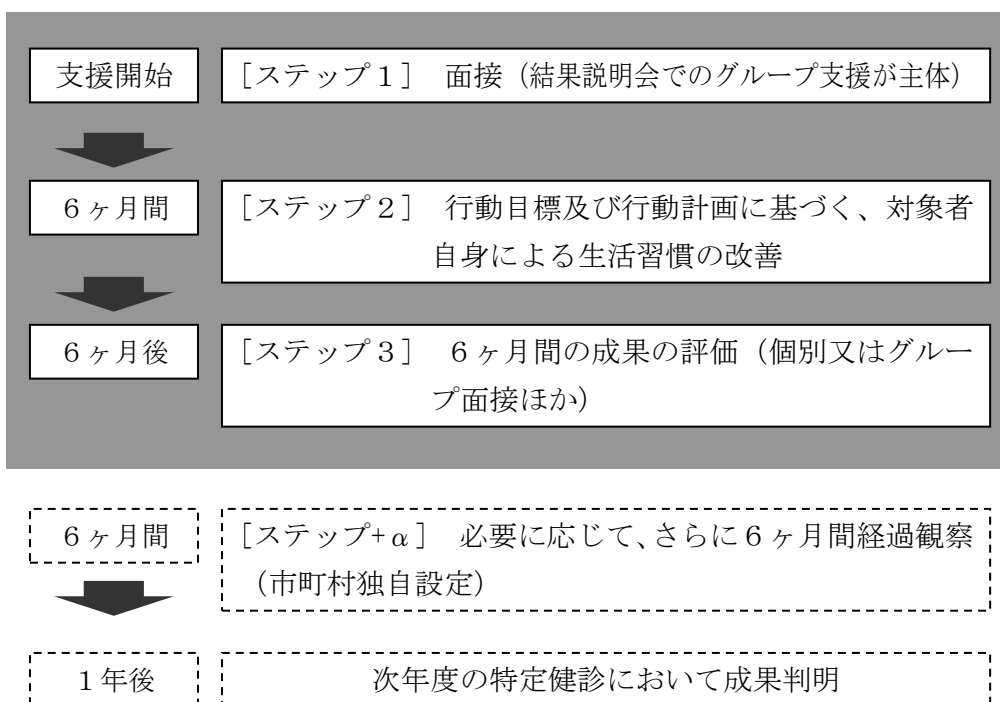 支援開始
［ステップ１］　面接（結果説明会でのグループ支援が主体）
６ヶ月間
［ステップ２］　行動目標及び行動計画に基づく、対象者
自身による生活習慣の改善
６ヶ月後
［ステップ３］　６ヶ月間の成果の評価（個別又はグルー
プ面接ほか）
６ヶ月間
［ステップ+α］　必要に応じて、さらに６ヶ月間経過観察
（市町村独自設定）
１年後
次年度の特定健診において成果判明